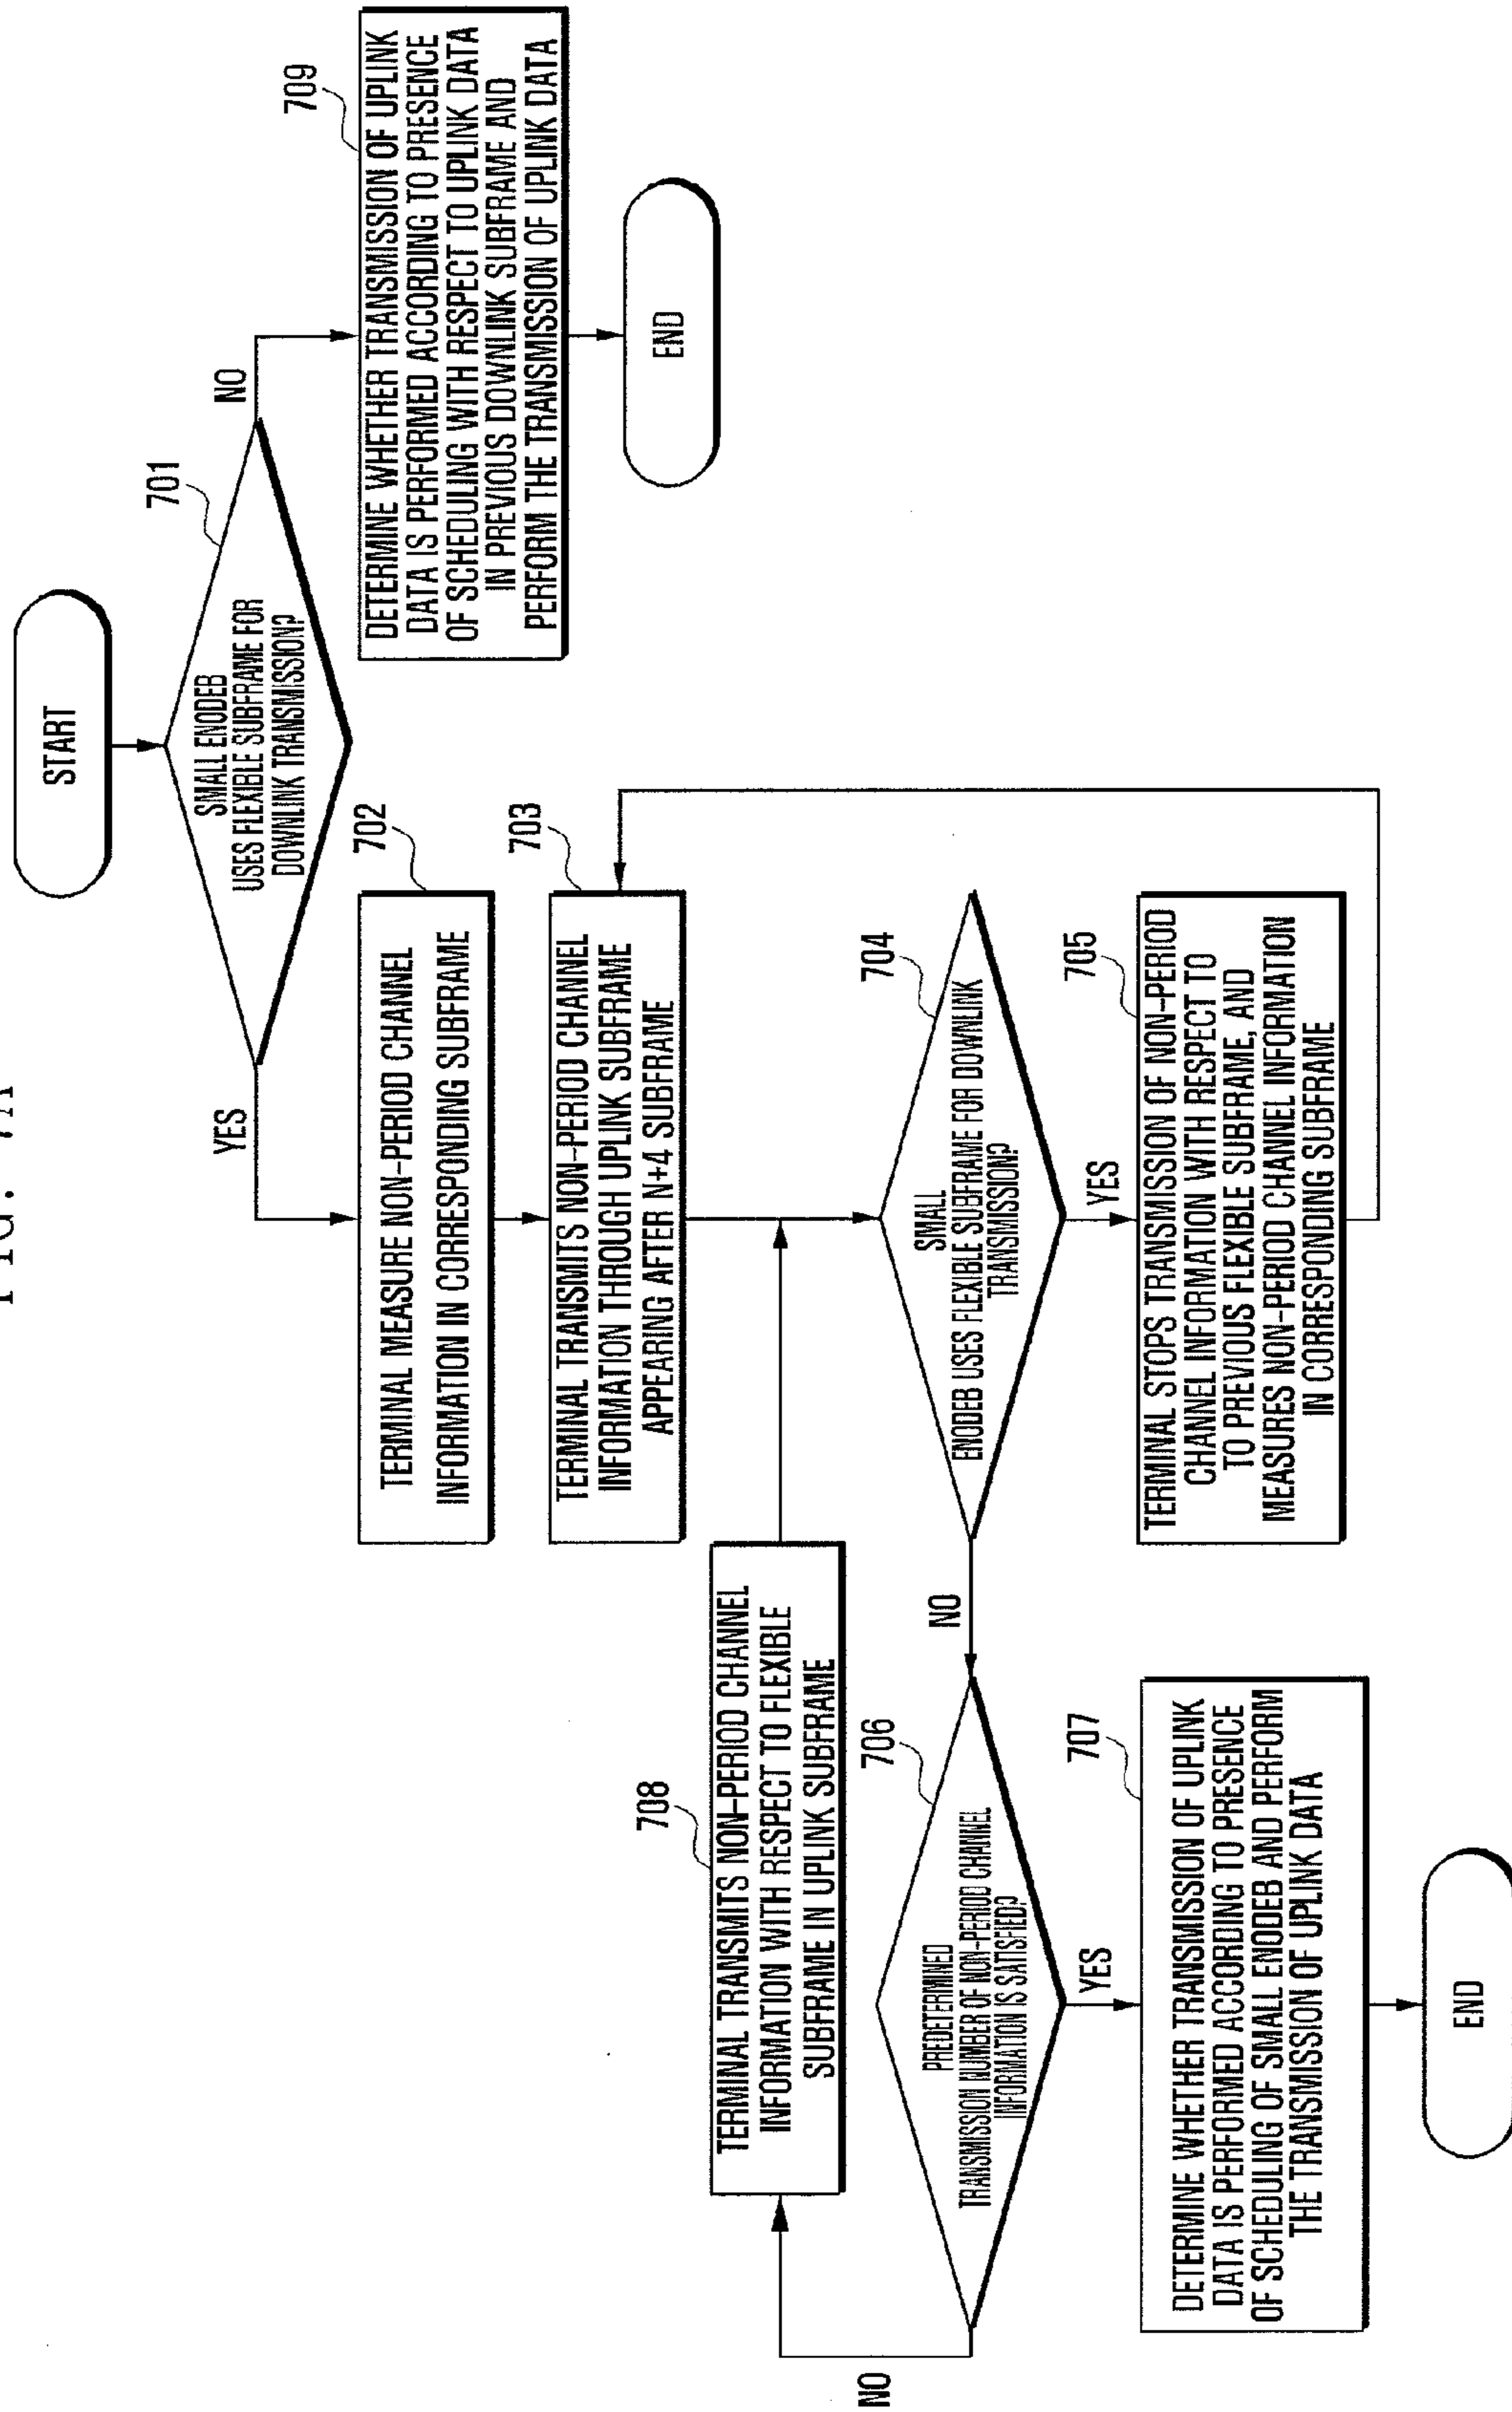 FIG. 7A
START
701
SMALL ENODEB
USES FLEXIBLE SUBFRAME FOR
DOWNLINK TRANSMISSION?
YES
NO
702
TERMINAL MEASURE NON-PERIOD CHANNEL
INFORMATION IN CORRESPONDING SUBFRAME
709
DETERMINE WHETHER TRANSMISSION OF UPLINK
DATA IS PERFORMED ACCORDING TO PRESENCE
OF SCHEDULING WITH RESPECT TO UPLINK DATA
IN PREVIOUS DOWNLINK SUBFRAME AND
PERFORM THE TRANSMISSION OF UPLINK DATA
END
703
TERMINAL TRANSMITS NON-PERIOD CHANNEL
INFORMATION THROUGH UPLINK SUBFRAME
APPEARING AFTER N+4 SUBFRAME
708
TERMINAL TRANSMITS NON-PERIOD CHANNEL
INFORMATION WITH RESPECT TO FLEXIBLE
SUBFRAME IN UPLINK SUBFRAME
704
SMALL
ENODEB USES FLEXIBLE SUBFRAME FOR DOWNLINK
TRANSMISSION?
NO
YES
706
PREDETERMINED
TRANSMISSION NUMBER OF NON-PERIOD CHANNEL
INFORMATION IS SATISFIED?
NO
YES
705
TERMINAL STOPS TRANSMISSION OF NON-PERIOD
CHANNEL INFORMATION WITH RESPECT TO
TO PREVIOUS FLEXIBLE SUBFRAME, AND
MEASURES NON-PERIOD CHANNEL INFORMATION
IN CORRESPONDING SUBFRAME
707
DETERMINE WHETHER TRANSMISSION OF UPLINK
DATA IS PERFORMED ACCORDING TO PRESENCE
OF SCHEDULING OF SMALL ENODEB AND PERFORM
THE TRANSMISSION OF UPLINK DATA
END